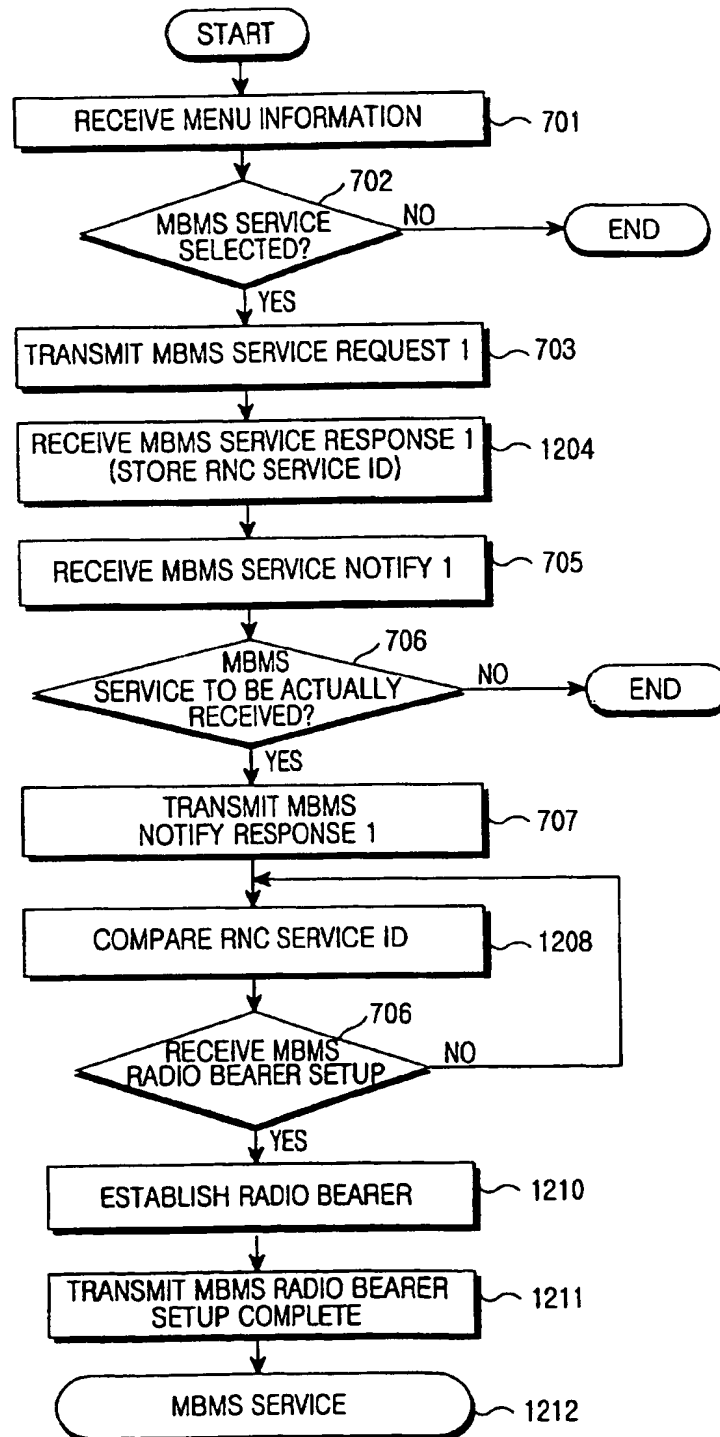 START
RECEIVE MENU INFORMATION
701
702
MBMS SERVICE
SELECTED?
NO
END
YES
TRANSMIT MBMS SERVICE REQUEST 1
703
RECEIVE MBMS SERVICE RESPONSE 1
(STORE RNC SERVICE ID)
1204
RECEIVE MBMS SERVICE NOTIFY 1
705
706
MBMS
SERVICE TO BE ACTUALLY
RECEIVED?
NO
END
YES
TRANSMIT MBMS
NOTIFY RESPONSE 1
707
COMPARE RNC SERVICE ID
1208
706
RECEIVE MBMS
RADIO BEARER SETUP
NO
YES
ESTABLISH RADIO BEARER
1210
TRANSMIT MBMS RADIO BEARER
SETUP COMPLETE
1211
MBMS SERVICE
1212